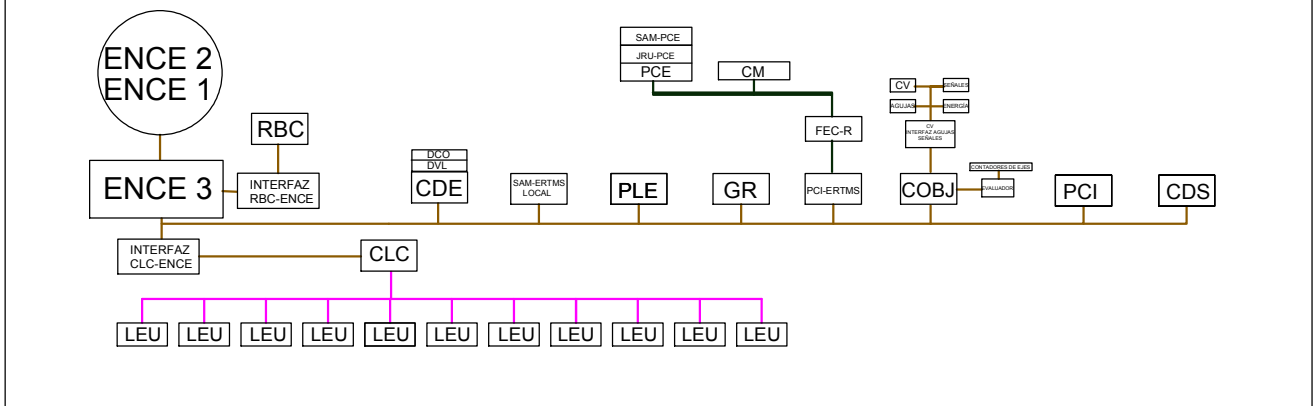 ENCE 2
ENCE 1
SAM-PCE
JRU-PCE
PCE
CM
CV
SEÑALES
AGUJAS
ENERGÍA
RBC
FEC-R
CV
INTERFAZ AGUJAS
SEÑALES
DCO
DVL
CDE
CONTADORES DE EJES
ENCE 3
INTERFAZ
RBC-ENCE
SAM-ERTMS
LOCAL
PLE
GR
PCI-ERTMS
COBJ
EVALUADOR
PCI
CDS
INTERFAZ
CLC-ENCE
CLC
LEU
LEU
LEU
LEU
LEU
LEU
LEU
LEU
LEU
LEU
LEU